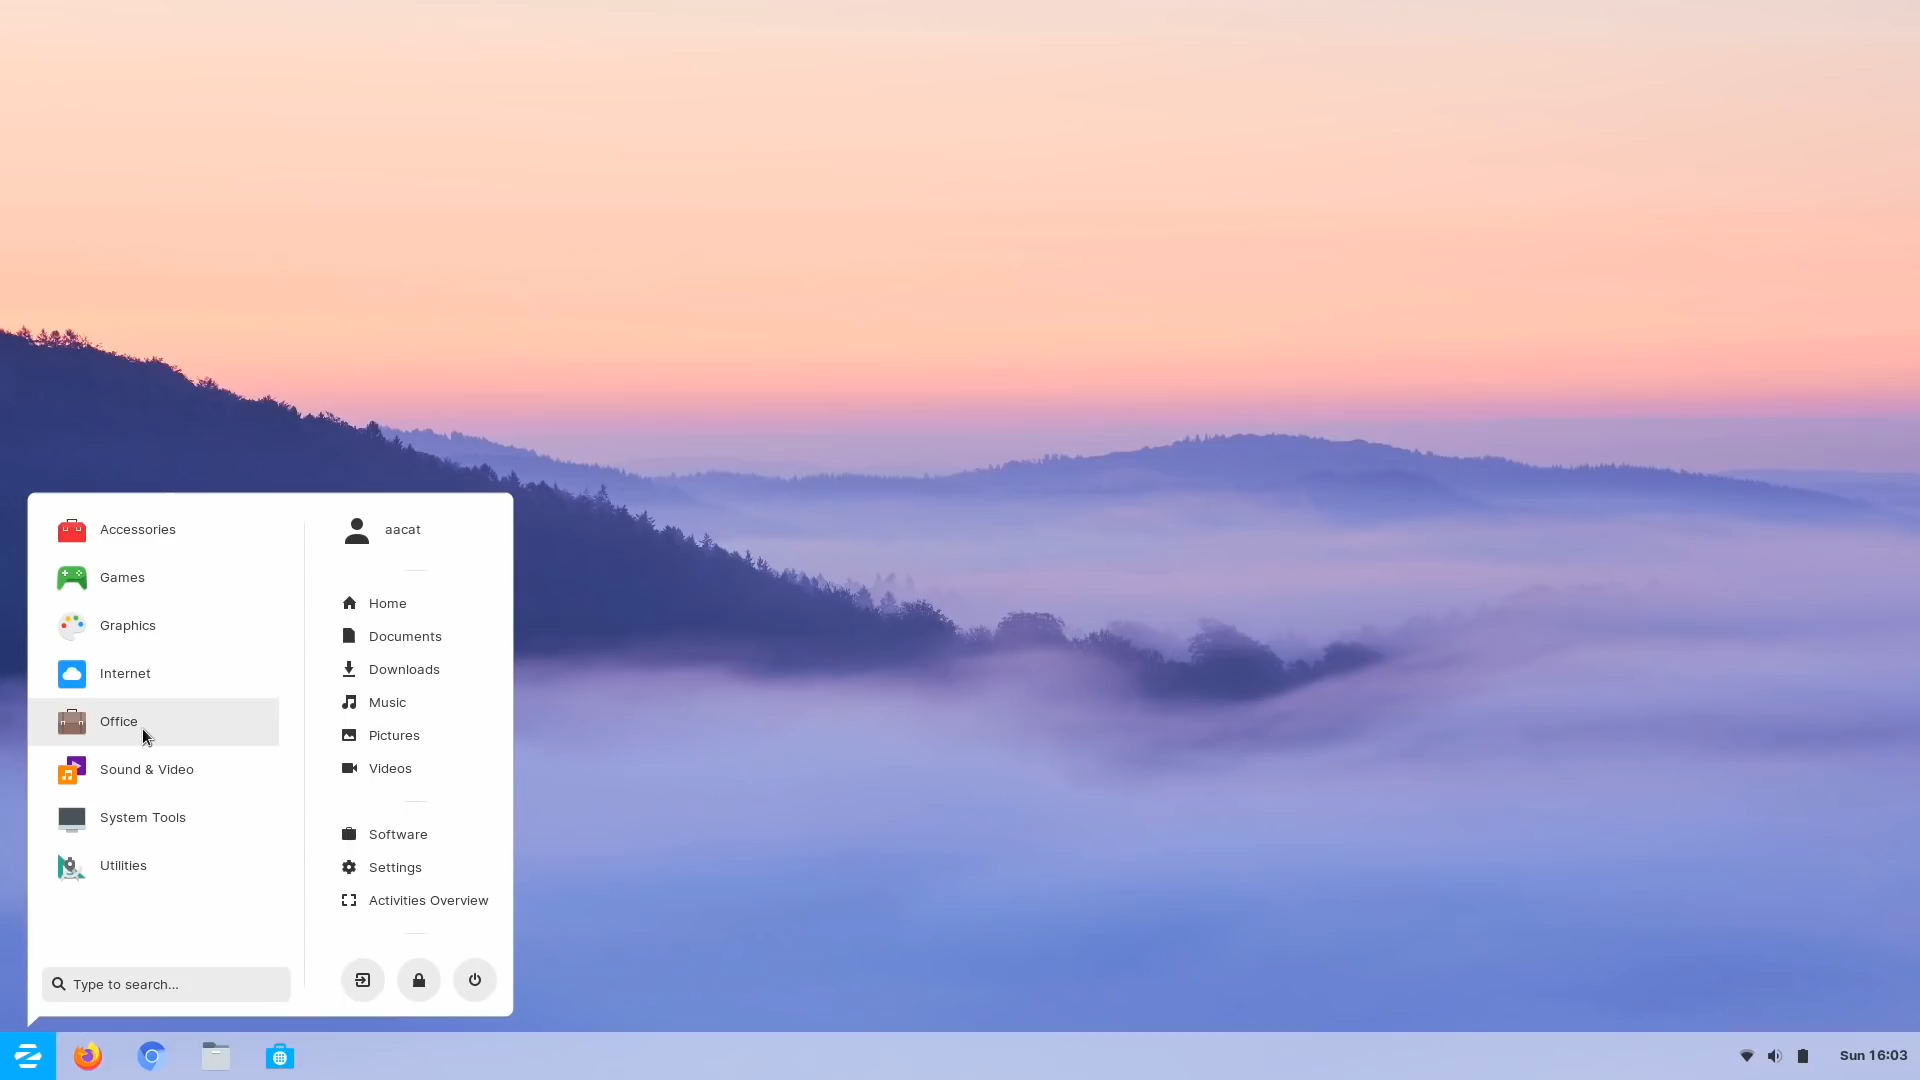 Accessories
Games
Graphics
Internet
Office
Sound & Video
System Tools
Utilities
Type to search...
aacat
Home
Documents
Downloads
Music
Pictures
Videos
Software
Settings
Activities Overview
Sun 16:03